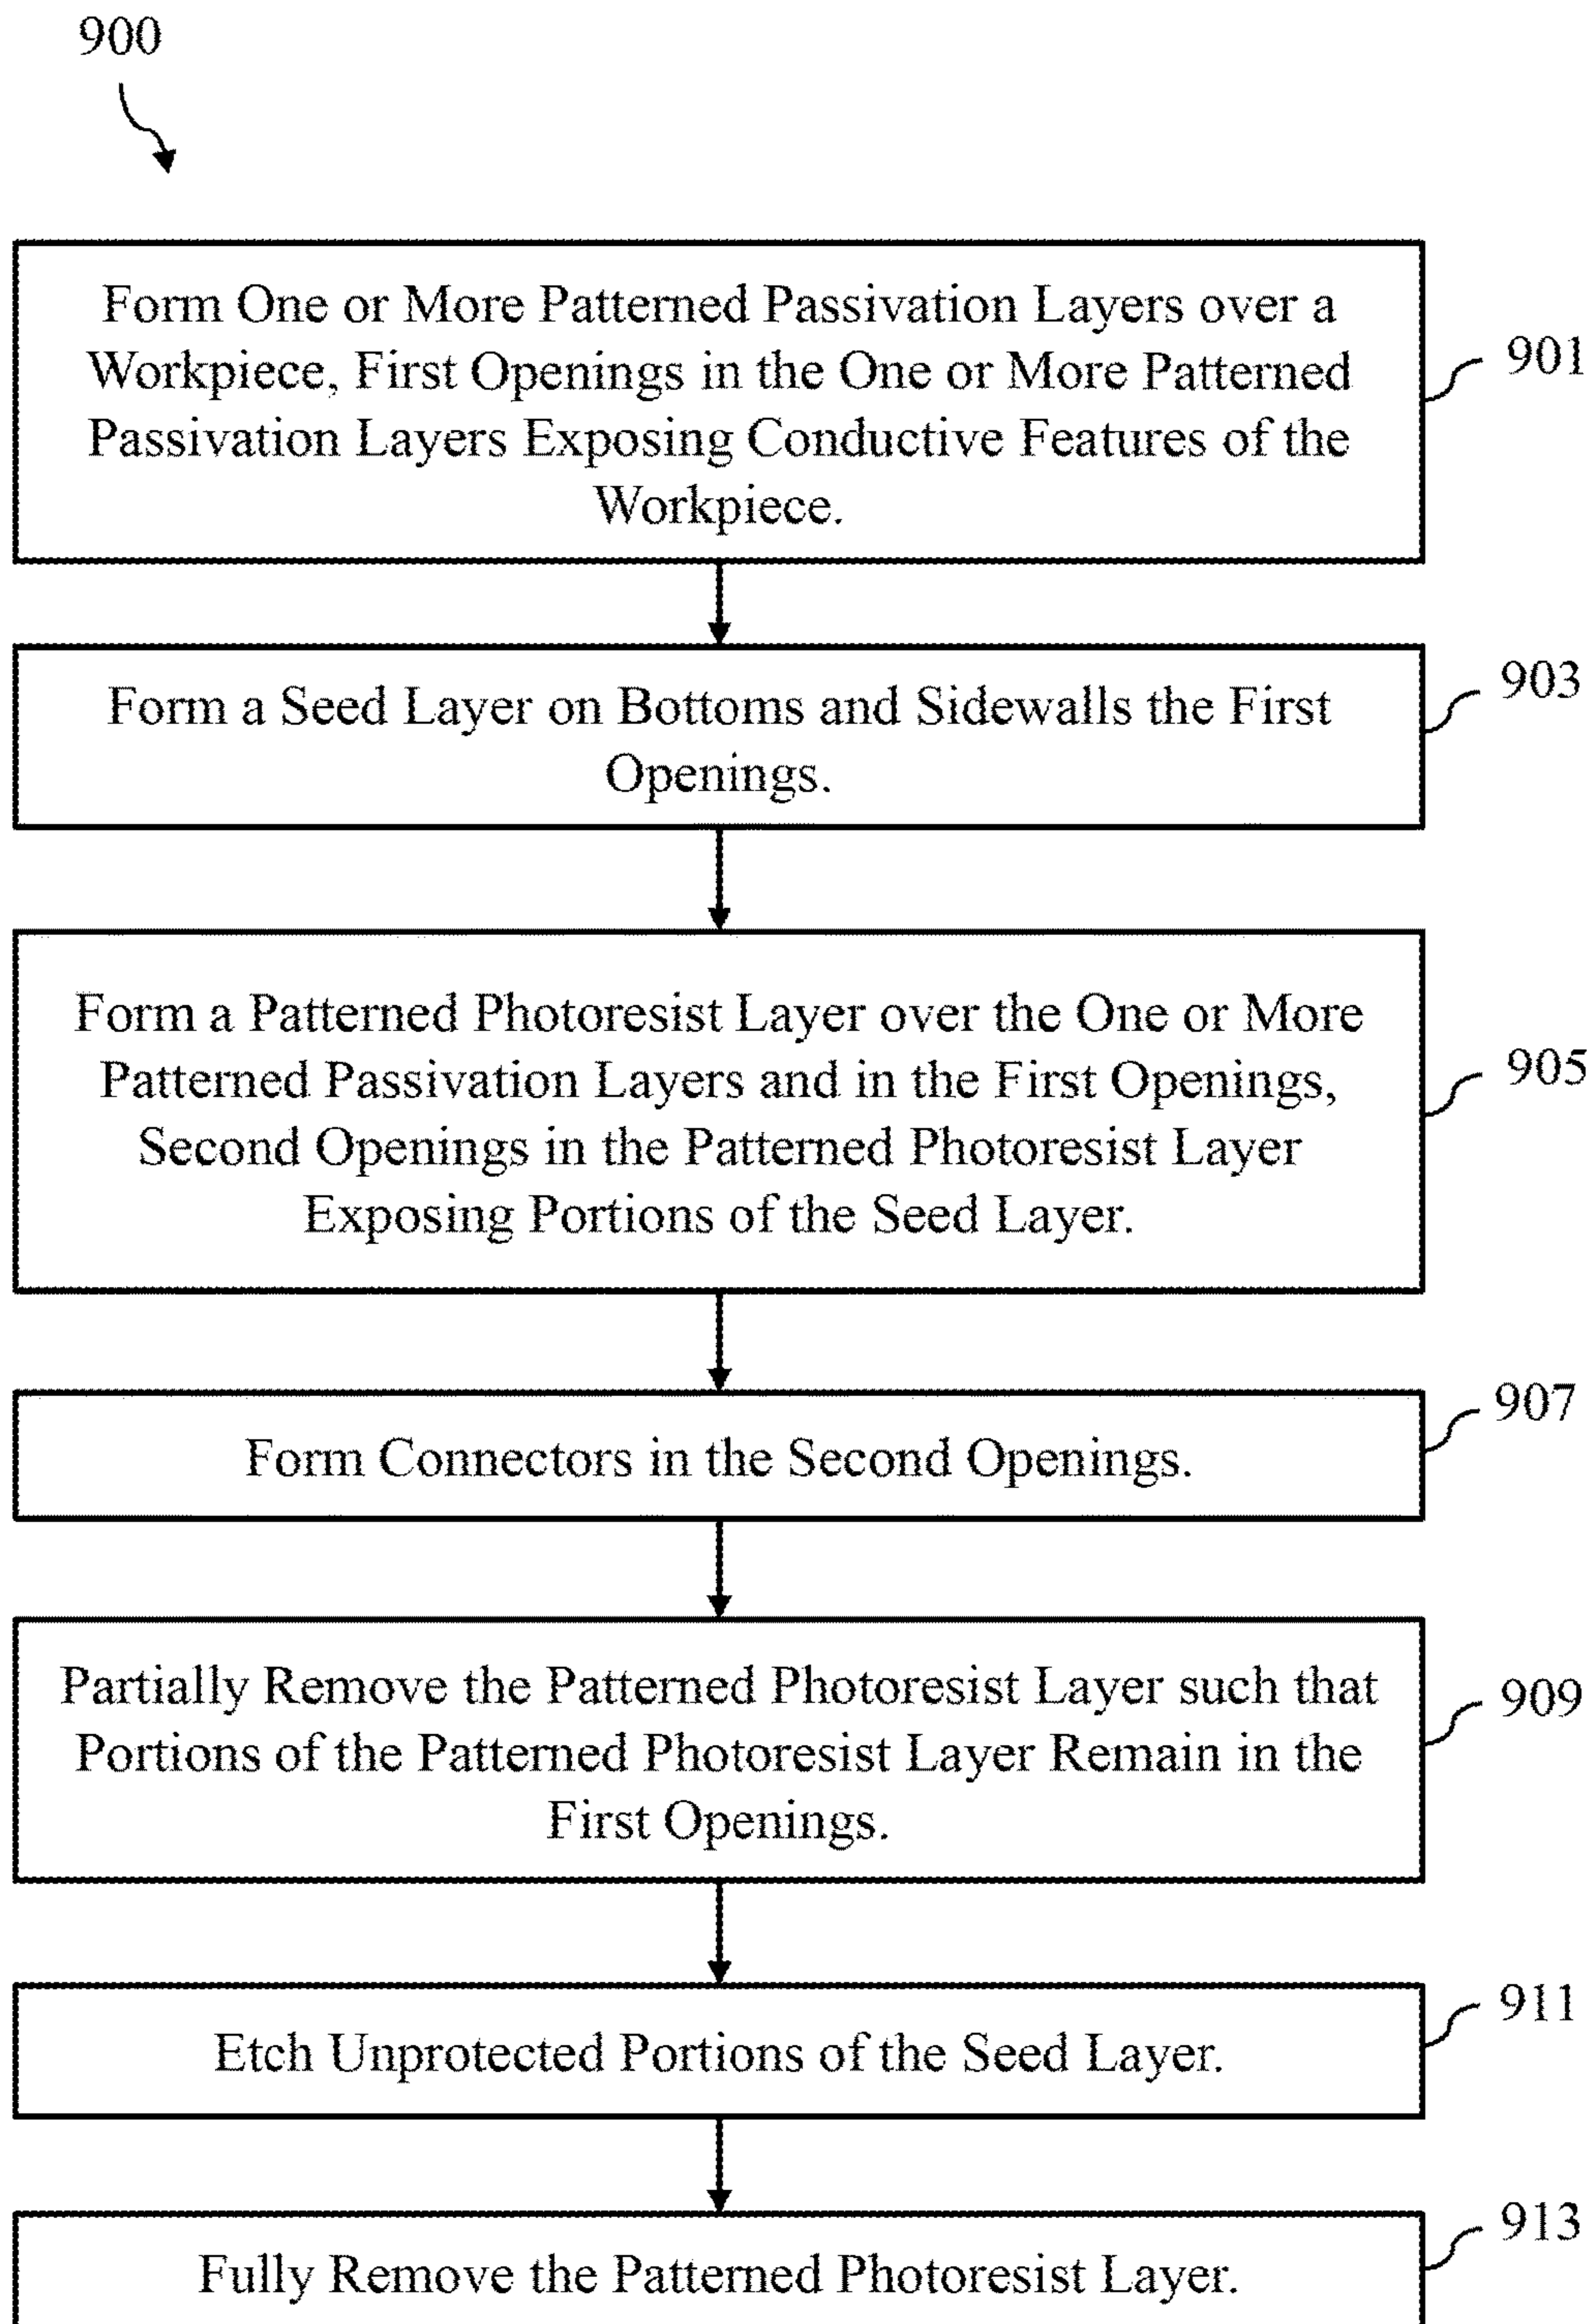 900
Form One or More Patterned Passivation Layers over a
Workpiece, First Openings in the One or More Patterned
Passivation Layers Exposing Conductive Features of the
Workpiece.
901
Form a Seed Layer on Bottoms and Sidewalls the First
Openings.
903
Form a Patterned Photoresist Layer over the One or More
Patterned Passivation Layers and in the First Openings,
Second Openings in the Patterned Photoresist Layer
Exposing Portions of the Seed Layer.
905
Form Connectors in the Second Openings.
907
Partially Remove the Patterned Photoresist Layer such that
Portions of the Patterned Photoresist Layer Remain in the
First Openings.
909
Etch Unprotected Portions of the Seed Layer.
911
Fully Remove the Patterned Photoresist Layer.
913